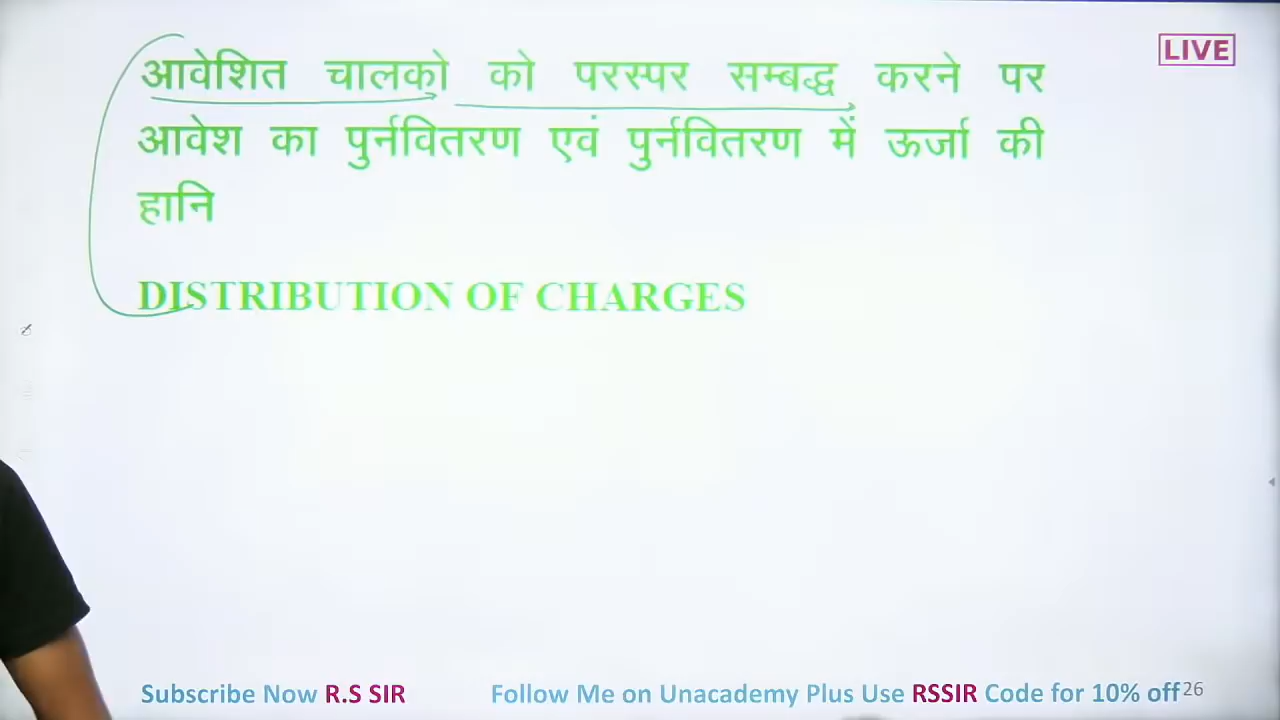 LIVE
आवेशित चालको को परस्पर सम्बद्ध करने पर
आवेश का पुर्नवितरण एवं पुर्नवितरण में ऊर्जा की
हानि
DISTRIBUTION OF CHARGES
Subscribe Now R.S SIR Follow Me on Unacademy Plus Use RSSIR Code for 10% off 26